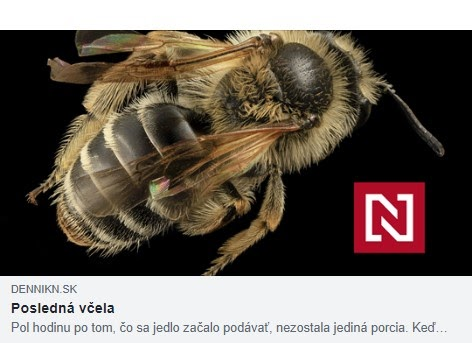 N
DENNIKN.SK
Posledná včela
Pol hodinu po tom, čo sa jedlo začalo podávať, nezostala jediná porcia. Keď…